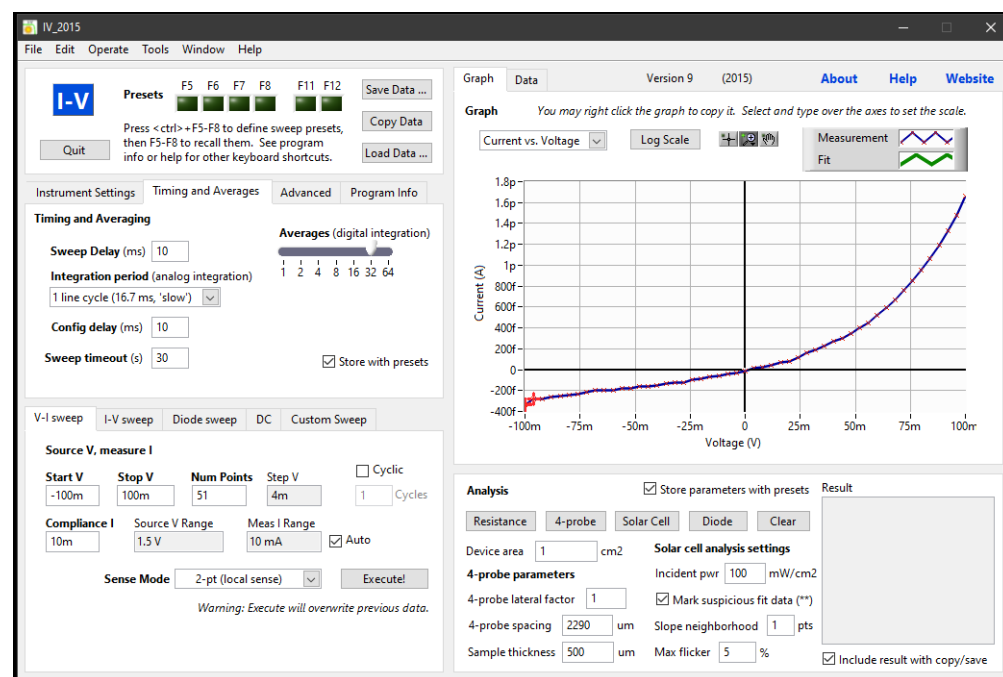 IV_2015
File Edit Operate Tools Window Help
I-V
Presets F5 F6 F7 F8 F11 F12
Press <ctrl>+F5-F8 to define sweep presets,
then F5-F8 to recall them. See program
info or help for other keyboard shortcuts.
Quit
Save Data ...
Copy Data
Load Data ...
Instrument Settings Timing and Averages Advanced Program Info
Timing and Averaging
Sweep Delay (ms) 10
Averages (digital integration)
1 2 4 8 16 32 64
Integration period (analog integration)
1 line cycle (16.7 ms, 'slow')
Config delay (ms) 10
Sweep timeout (s) 30
Store with presets
V-I sweep I-V sweep Diode sweep DC Custom Sweep
Source V, measure I
Start V Stop V Num Points Step V
-100m 100m 51 4m
Cyclic
1 Cycles
Compliance I Source V Range Meas I Range
10m 1.5 V 10 mA Auto
Sense Mode 2-pt (local sense) Execute!
Warning: Execute will overwrite previous data.
Graph Data Version 9 (2015) About Help Website
Graph You may right click the graph to copy it. Select and type over the axes to set the scale.
Current vs. Voltage Log Scale
Measurement
Fit
Current (A)
1.8p
1.6p
1.4p
1.2p
1p
800f
600f
400f
200f
0
-200f
-400f
-100m -75m -50m -25m 0 25m 50m 75m 100m
Voltage (V)
Analysis Store parameters with presets
Resistance 4-probe Solar Cell Diode Clear
Device area 1 cm2
4-probe parameters
4-probe lateral factor 1
4-probe spacing 2290 um
Sample thickness 500 um
Solar cell analysis settings
Incident pwr 100 mW/cm2
Mark suspicious fit data (**)
Slope neighborhood 1 pts
Max flicker 5 %
Result
Include result with copy/save